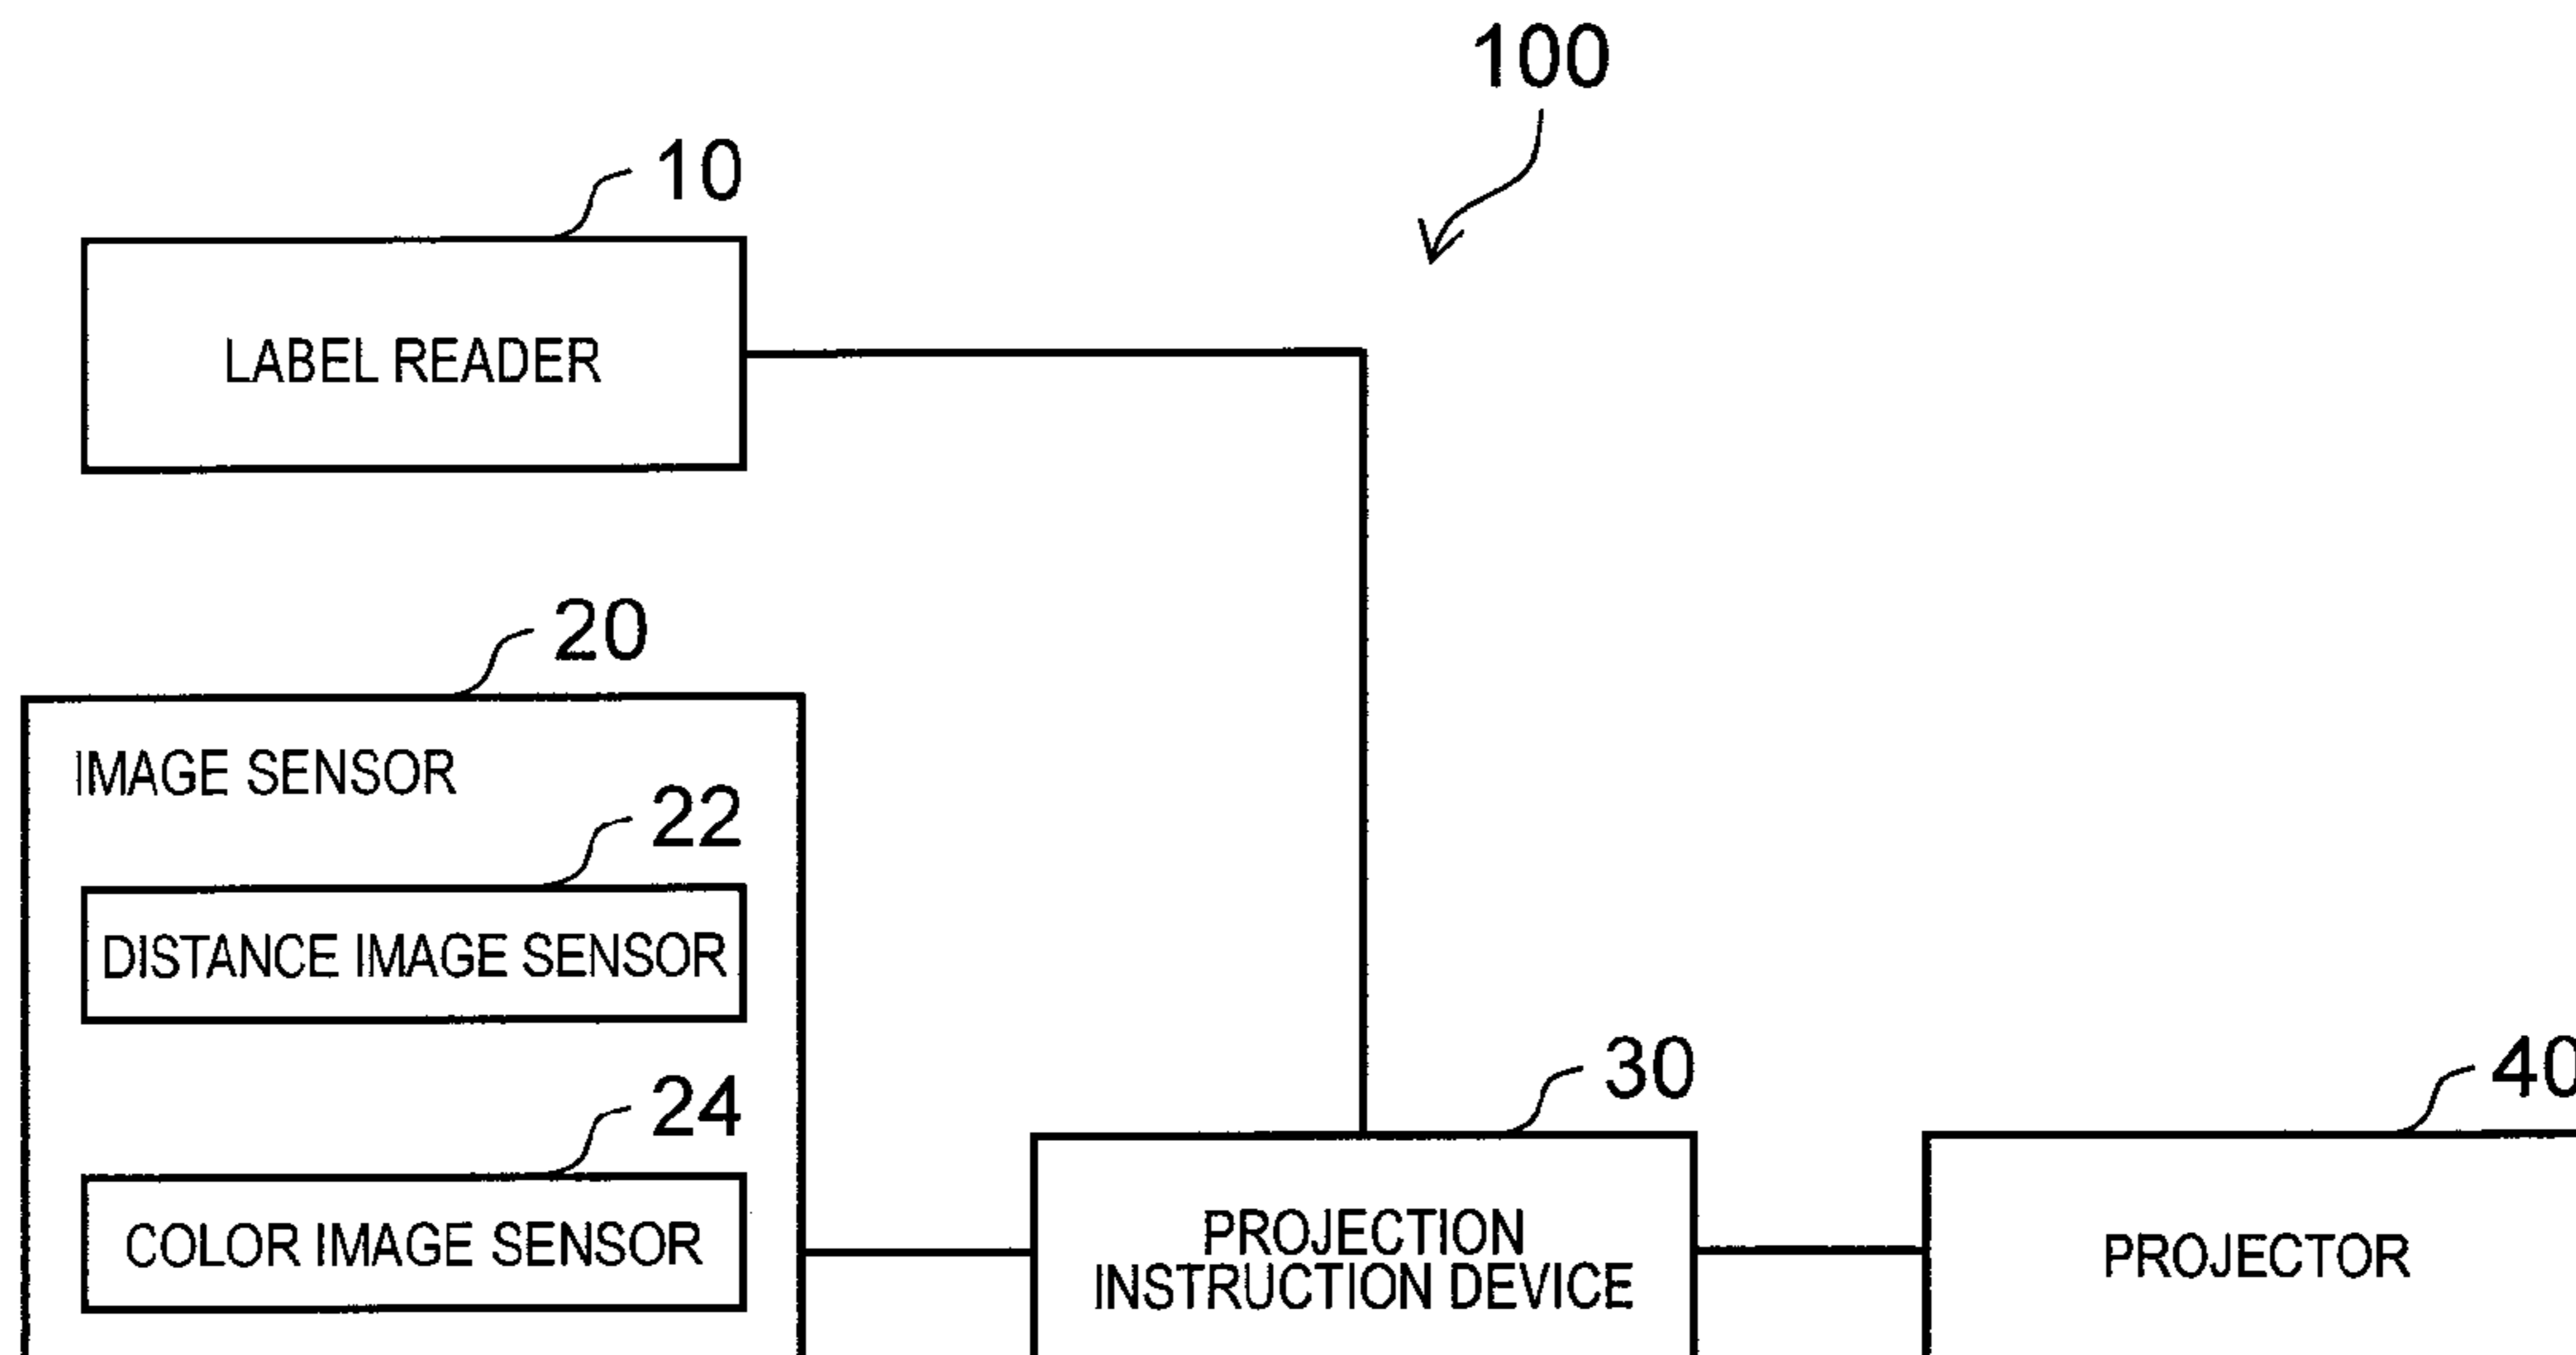 100
10
LABEL READER
20
IMAGE SENSOR
22
DISTANCE IMAGE SENSOR
24
COLOR IMAGE SENSOR
30
PROJECTION
INSTRUCTION DEVICE
40
PROJECTOR